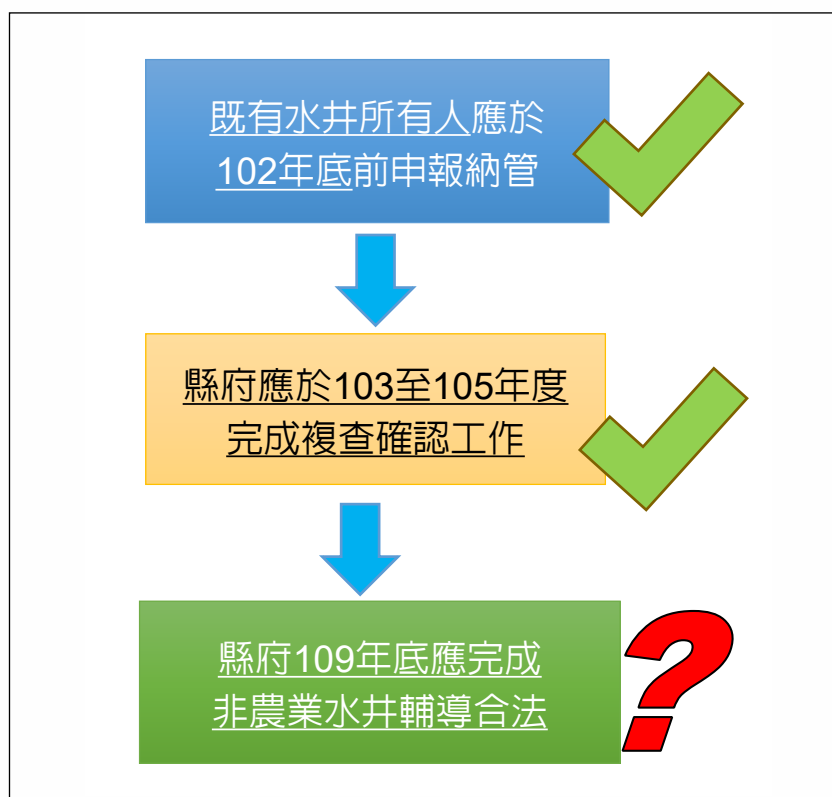 既有水井所有人應於
102年底前申報納管
縣府應於103至105年度
完成複查確認工作
縣府109年底應完成
非農業水井輔導合法
?